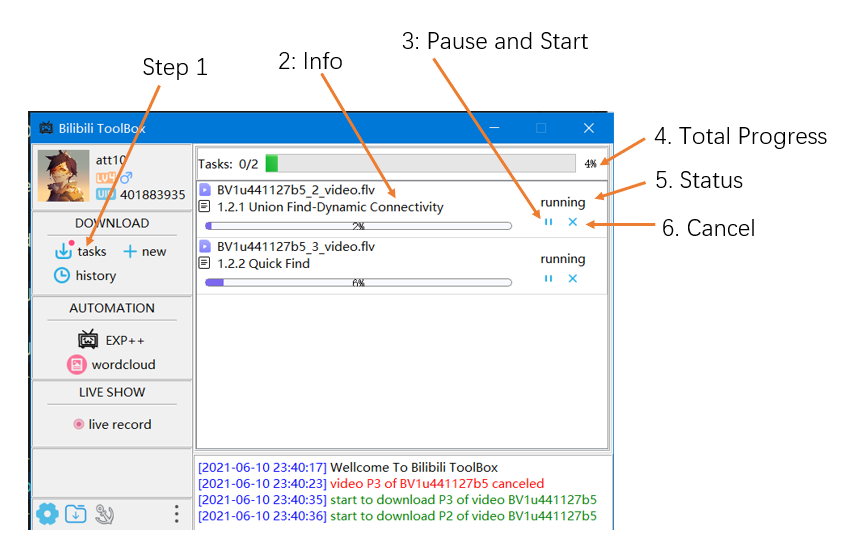 3: Pause and Start
2: Info
Step 1
4. Total Progress
5. Status
6. Cancel
Bilibili ToolBox
att10
LV4
UID 401883935
DOWNLOAD
tasks
new
history
AUTOMATION
EXP++
wordcloud
LIVE SHOW
live record
Tasks: 0/2
4%
BV1u441127b5_2_video.flv
1.2.1 Union Find-Dynamic Connectivity
running
2%
BV1u441127b5_3_video.flv
1.2.2 Quick Find
running
6%
[2021-06-10 23:40:17] Wellcome To Bilibili ToolBox
[2021-06-10 23:40:23] video P3 of BV1u441127b5 canceled
[2021-06-10 23:40:35] start to download P3 of video BV1u441127b5
[2021-06-10 23:40:36] start to download P2 of video BV1u441127b5